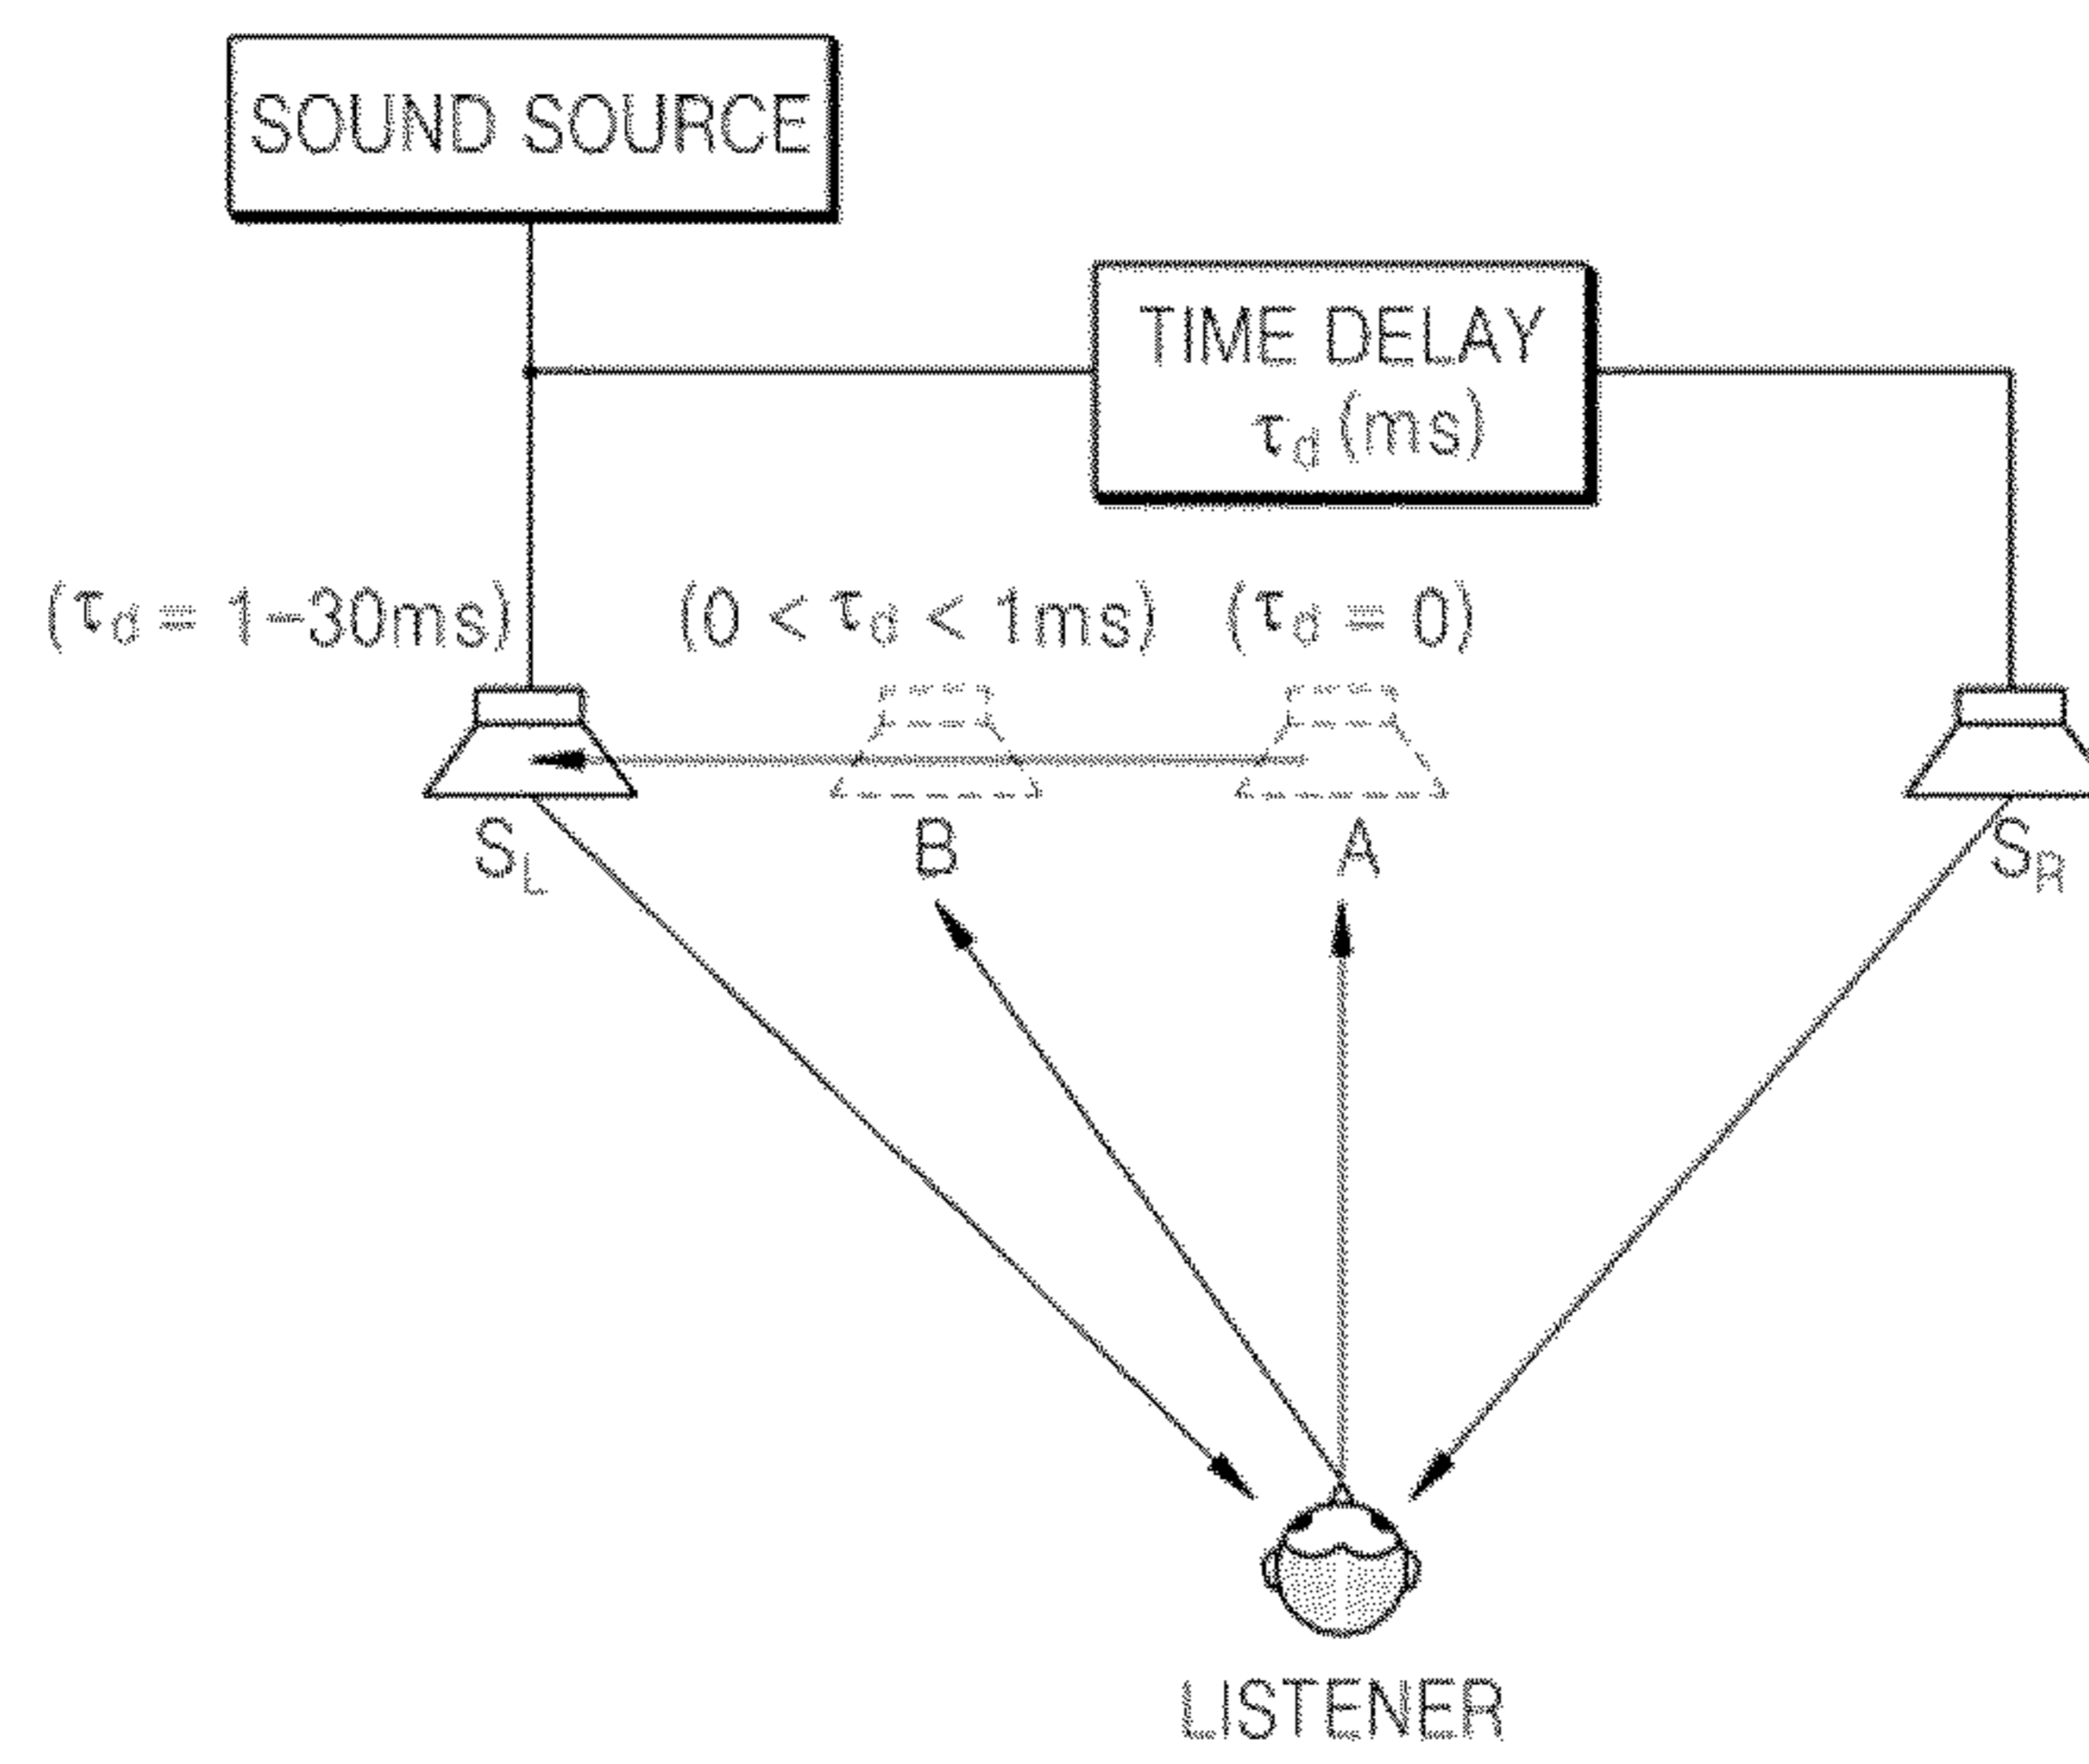 SOUND SOURCE
TIME DELAY
τd (ms)
(τd = 1-30ms) (0 < τd < 1ms) (τd = 0)
SL B A SR
LISTENER